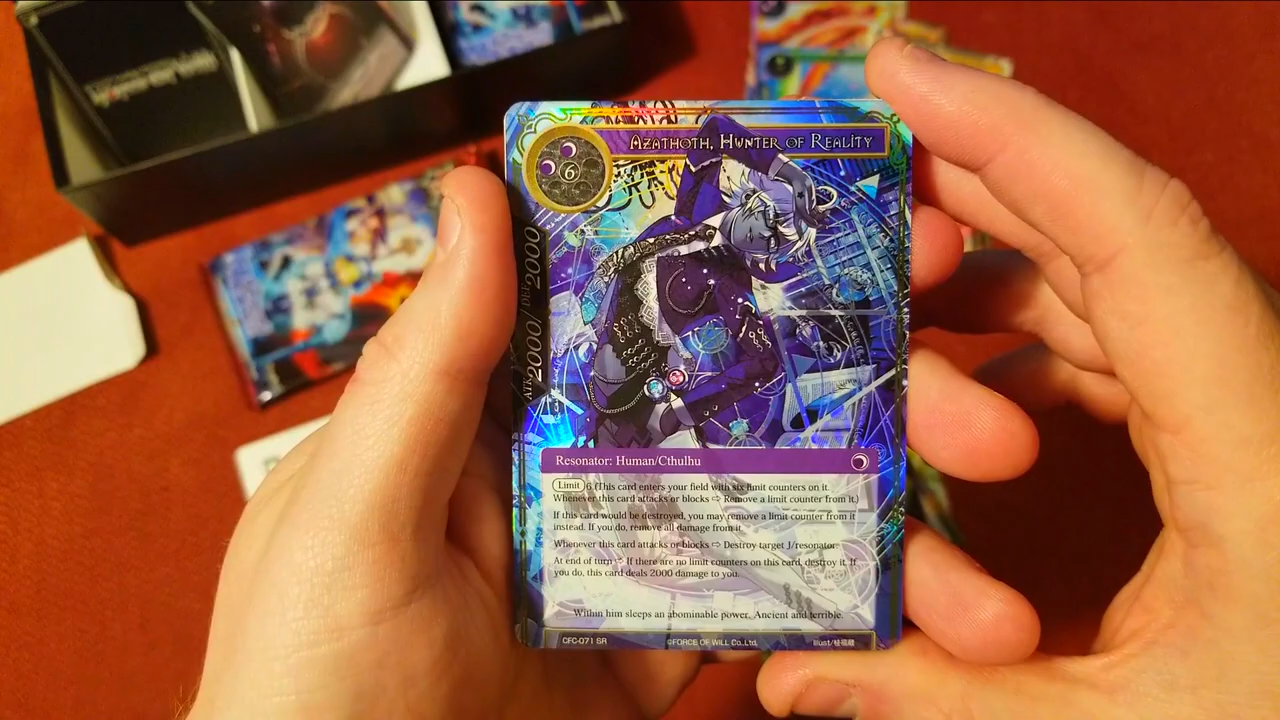 Azathoth, Hunter of Reality
6
ATK 2000 / DEF 2000
Resonator: Human/Cthulhu
Limit 6 (This card enters your field with six limit counters on it.
Whenever this card attacks or blocks ⇨ Remove a limit counter from it.)
If this card would be destroyed, you may remove a limit counter from it
instead. If you do, remove all damage from it.
Whenever this card attacks or blocks ⇨ Destroy target J/resonator.
At end of turn ⇨ If there are no limit counters on this card, destroy it. If
you do, this card deals 2000 damage to you.
Within him sleeps an abominable power. Ancient and terrible.
CFC-071 SR
©FORCE OF WILL Co.,Ltd.
Illust/